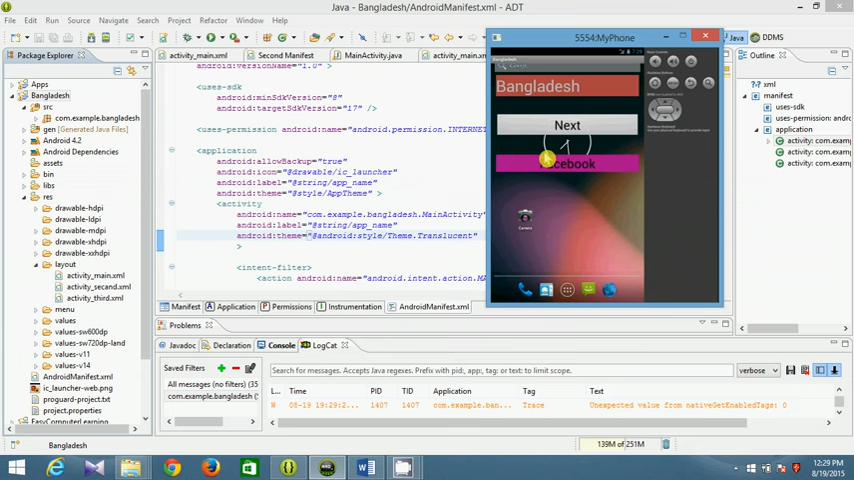 Java - Bangladesh/AndroidManifest.xml - ADT
File Edit Run Source Navigate Search Project Refactor Window Help
Java DDMS
Package Explorer
Apps
Bangladesh
src
com.example.bangladesh
gen [Generated Java Files]
Android 4.2
Android Dependencies
assets
bin
libs
res
drawable-hdpi
drawable-ldpi
drawable-mdpi
drawable-xhdpi
drawable-xxhdpi
layout
activity_main.xml
activity_secand.xml
activity_third.xml
menu
values
values-sw600dp
values-sw720dp-land
values-v11
values-v14
AndroidManifest.xml
ic_launcher-web.png
proguard-project.txt
project.properties
EasyComputerLearning
activity_main.xml
Second Manifest
MainActivity.java
activity_main.xml
android:versionName="1.0" >
<uses-sdk
android:minSdkVersion="8"
android:targetSdkVersion="17" />
<uses-permission android:name="android.permission.INTERNET
<application
android:allowBackup="true"
android:icon="@drawable/ic_launcher"
android:label="@string/app_name"
android:theme="@style/AppTheme" >
<activity
android:name="com.example.bangladesh.MainActivity"
android:label="@string/app_name"
android:theme="@android:style/Theme.Translucent"
>
<intent-filter>
<action android:name="android.intent.action.MA
Manifest
Application
Permissions
Instrumentation
AndroidManifest.xml
5554:MyPhone
7:29
Bangladesh
Bangladesh
Next
Facebook
Camera
Outline
xml
manifest
uses-sdk
uses-permission: android
application
activity: com.examp
activity: com.examp
activity: com.examp
Problems
Javadoc
Declaration
Console
LogCat
Saved Filters
All messages (no filters) (35
com.example.bangladesh (
Search for messages. Accepts Java regexes. Prefix with pid:, app:, tag: or text: to limit scope.
verbose
L... Time PID TID Application Tag Text
W 08-19 19:29:2... 1407 1407 com.example.ban... Trace Unexpected value from nativeGetEnabledTags: 0
Bangladesh
139M of 251M
12:29 PM
8/19/2015